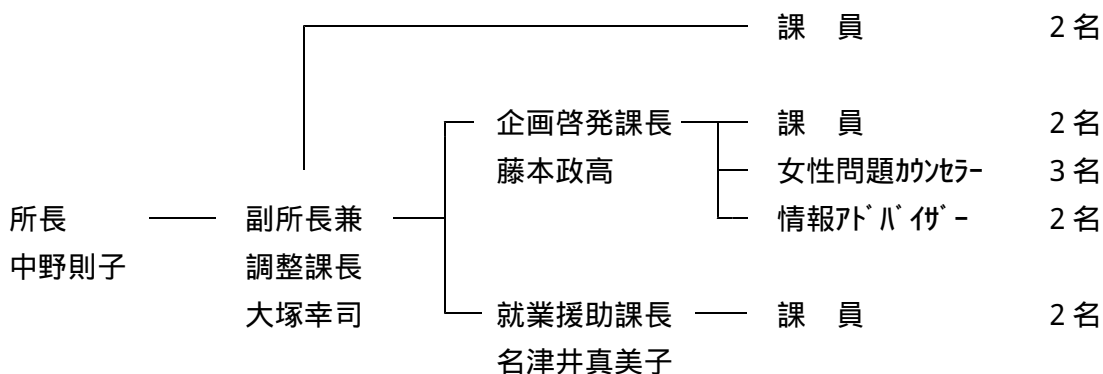 課　員　2名
企画啓発課長　課　員　2名
藤本政高　女性問題ｶｳﾝｾﾗｰ　3名
所長　副所長兼　情報ｱﾄﾞﾊﾞｲｻﾞｰ　2名
中野則子　調整課長
大塚幸司　就業援助課長　課　員　2名
名津井真美子